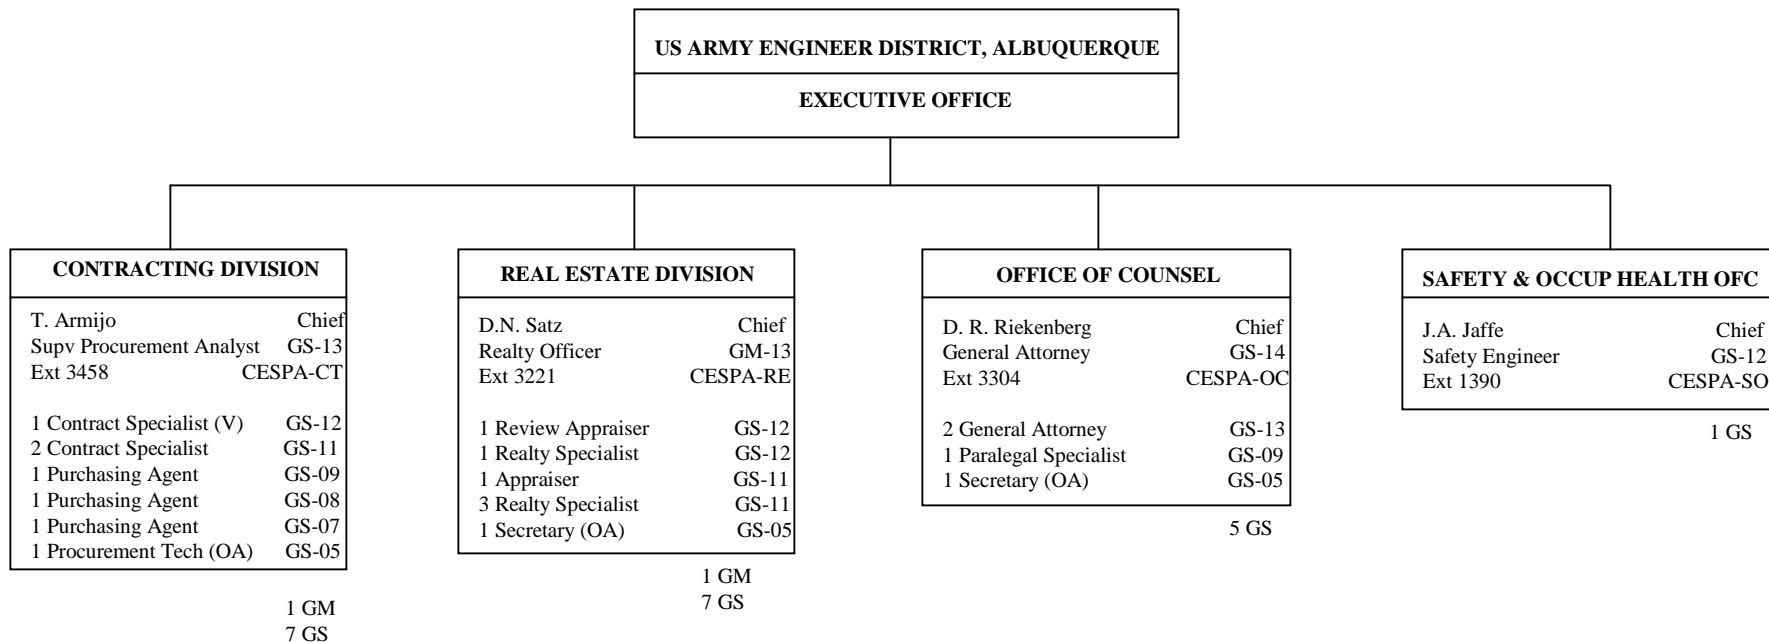 US ARMY ENGINEER DISTRICT, ALBUQUERQUE
EXECUTIVE OFFICE
CONTRACTING DIVISION
T. Armijo Chief
Supv Procurement Analyst GS-13
Ext 3458 CESPA-CT
1 Contract Specialist (V) GS-12
2 Contract Specialist GS-11
1 Purchasing Agent GS-09
1 Purchasing Agent GS-08
1 Purchasing Agent GS-07
1 Procurement Tech (OA) GS-05
1 GM
7 GS
REAL ESTATE DIVISION
D.N. Satz Chief
Realty Officer GM-13
Ext 3221 CESPA-RE
1 Review Appraiser GS-12
1 Realty Specialist GS-12
1 Appraiser GS-11
3 Realty Specialist GS-11
1 Secretary (OA) GS-05
1 GM
7 GS
OFFICE OF COUNSEL
D. R. Riekenberg Chief
General Attorney GS-14
Ext 3304 CESPA-OC
2 General Attorney GS-13
1 Paralegal Specialist GS-09
1 Secretary (OA) GS-05
5 GS
SAFETY & OCCUP HEALTH OFC
J.A. Jaffe Chief
Safety Engineer GS-12
Ext 1390 CESPA-SO
1 GS